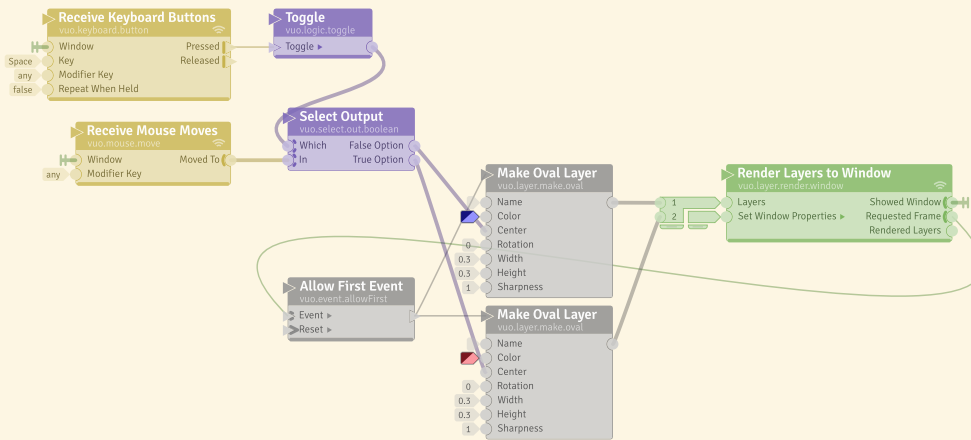 Receive Keyboard Buttons
vuo.keyboard.button
Window Pressed
Space Key Released
any Modifier Key
false Repeat When Held
Toggle
vuo.logic.toggle
Toggle ▸
Receive Mouse Moves
vuo.mouse.move
Window Moved To
any Modifier Key
Select Output
vuo.select.out.boolean
Which False Option
In True Option
Allow First Event
vuo.event.allowFirst
Event ▸
Reset ▸
Make Oval Layer
vuo.layer.make.oval
Name
Color
Center
0 Rotation
0.3 Width
0.3 Height
1 Sharpness
Make Oval Layer
vuo.layer.make.oval
Name
Color
Center
0 Rotation
0.3 Width
0.3 Height
1 Sharpness
1
2
Render Layers to Window
vuo.layer.render.window
Layers Showed Window
Set Window Properties ▸ Requested Frame
Rendered Layers